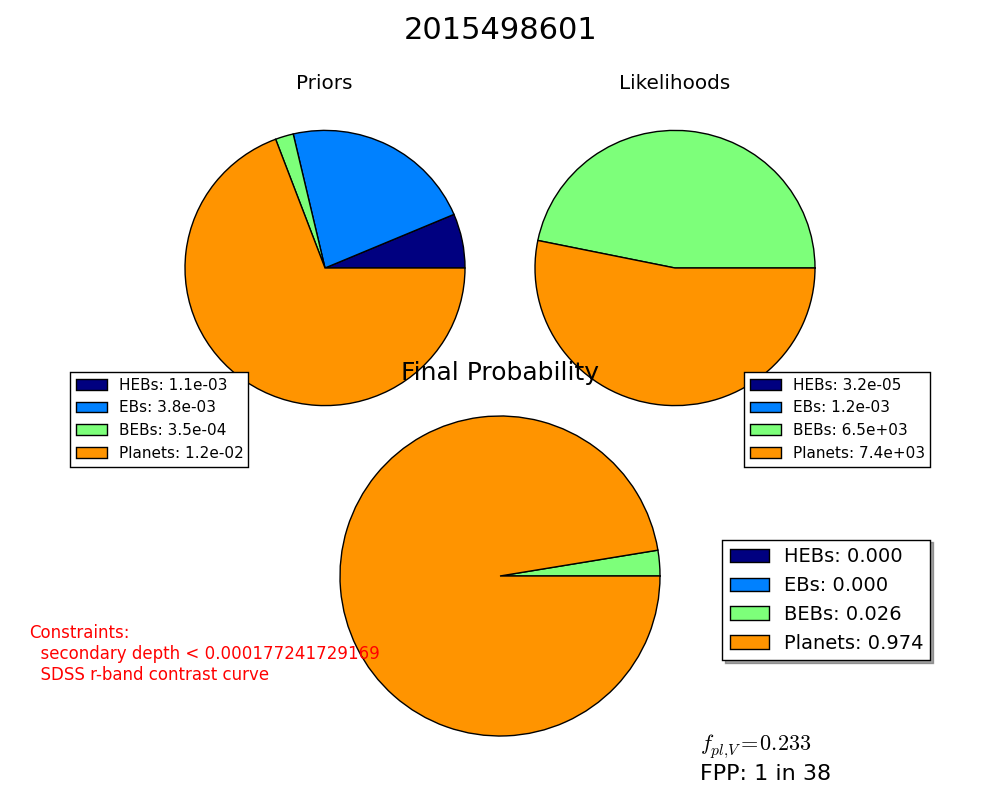 2015498601
Priors
Likelihoods
Final Probability
HEBs: 1.1e-03
EBs: 3.8e-03
BEBs: 3.5e-04
Planets: 1.2e-02
HEBs: 3.2e-05
EBs: 1.2e-03
BEBs: 6.5e+03
Planets: 7.4e+03
HEBs: 0.000
EBs: 0.000
BEBs: 0.026
Planets: 0.974
Constraints:
secondary depth < 0.000177241729169
SDSS r-band contrast curve
f_{pl,V}=0.233
FPP: 1 in 38